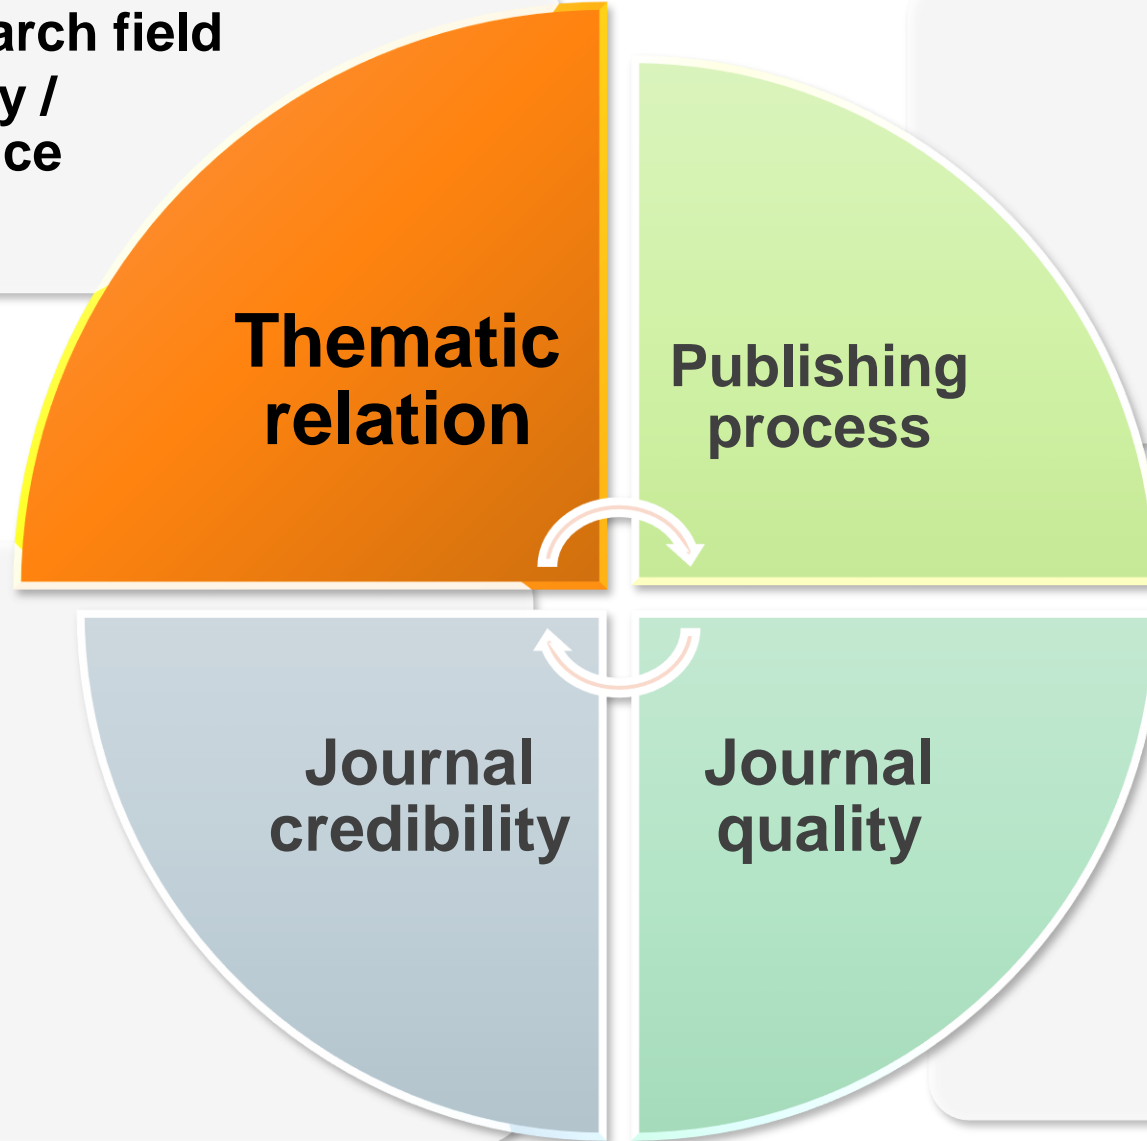 arch field
y /
ce
Thematic
relation
Publishing
process
Journal
credibility
Journal
quality